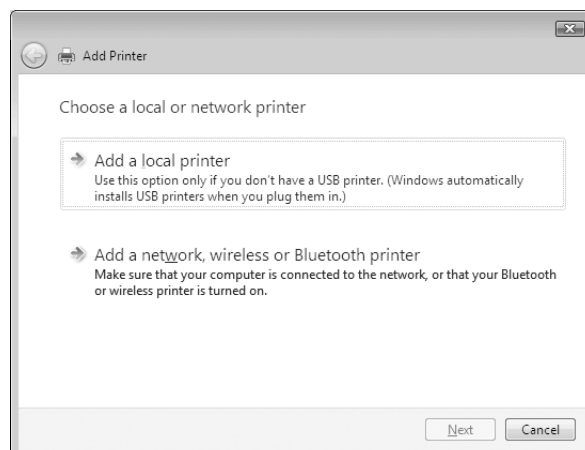 Add Printer
Choose a local or network printer
Add a local printer
Use this option only if you don't have a USB printer. (Windows automatically
installs USB printers when you plug them in.)
Add a network, wireless or Bluetooth printer
Make sure that your computer is connected to the network, or that your Bluetooth
or wireless printer is turned on.
Next Cancel